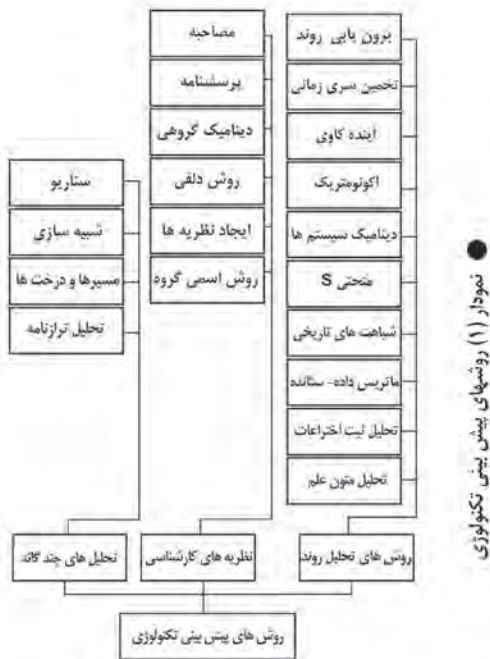 برون یابی روند
تخمین سری زمانی
آینده کاوی
اکونومتریک
دینامیک سیستم ها
منحنی S
شباهت های تاریخی
ماتریس داده- ستانده
تحلیل ثبت اختراعات
تحلیل متون علم
روش های تحلیل روند
مصاحبه
پرسشنامه
دینامیک گروهی
روش دلفی
ایجاد نظریه ها
روش اسمی گروه
نظریه های کارشناسی
سناریو
شبیه سازی
مسیرها و درخت ها
تحلیل ترازنامه
تحلیل های چند گانه
روش های پیش بینی تکنولوژی
نمودار (۱) روشهای پیش بینی تکنولوژی